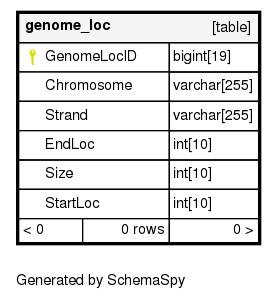 genome_loc [table]
GenomeLocID bigint[19]
Chromosome varchar[255]
Strand varchar[255]
EndLoc int[10]
Size int[10]
StartLoc int[10]
< 0 0 rows 0 >
Generated by SchemaSpy